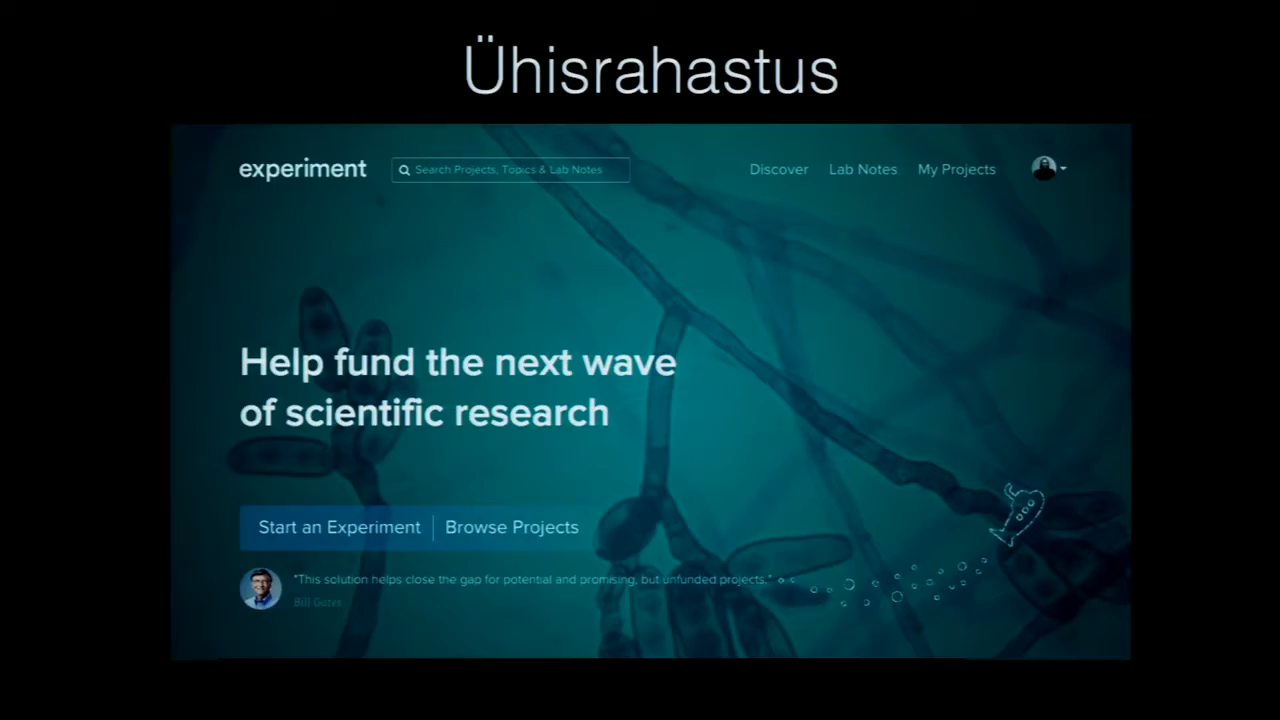 Ühisrahastus
experiment
Search Projects, Topics & Lab Notes
Discover
Lab Notes
My Projects
Help fund the next wave
of scientific research
Start an Experiment
Browse Projects
"This solution helps close the gap for potential and promising, but unfunded projects."
Bill Gates